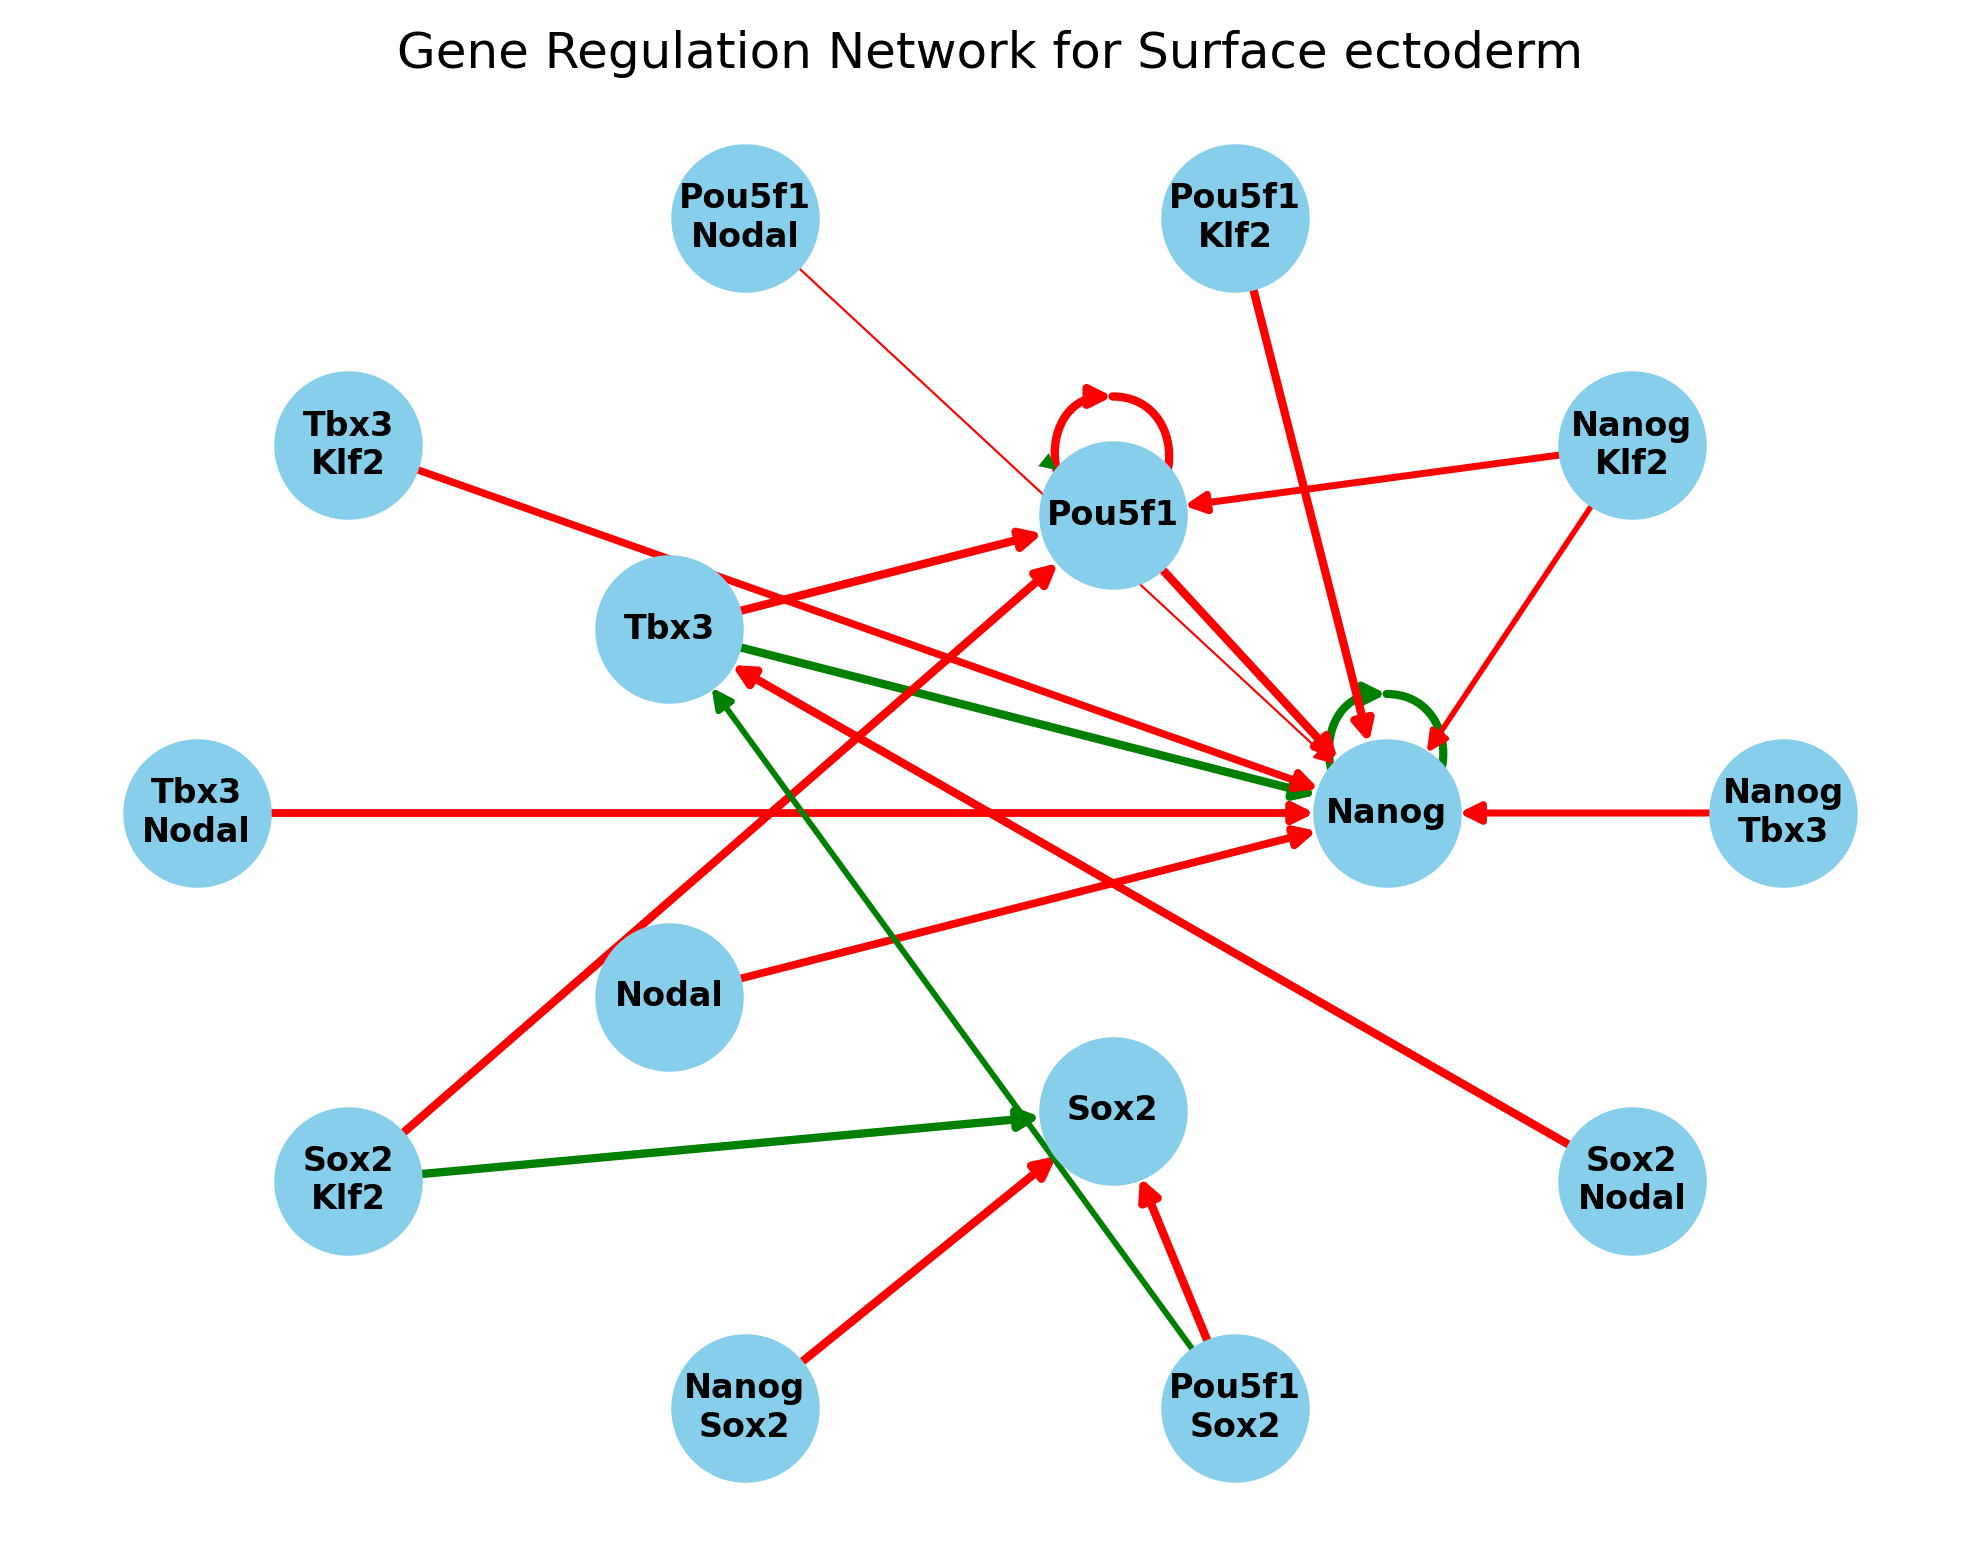 Gene Regulation Network for Surface ectoderm
Pou5f1
Nodal
Pou5f1
Klf2
Tbx3
Klf2
Nanog
Klf2
Pou5f1
Tbx3
Tbx3
Nodal
Nanog
Nanog
Tbx3
Nodal
Sox2
Sox2
Klf2
Sox2
Nodal
Nanog
Sox2
Pou5f1
Sox2